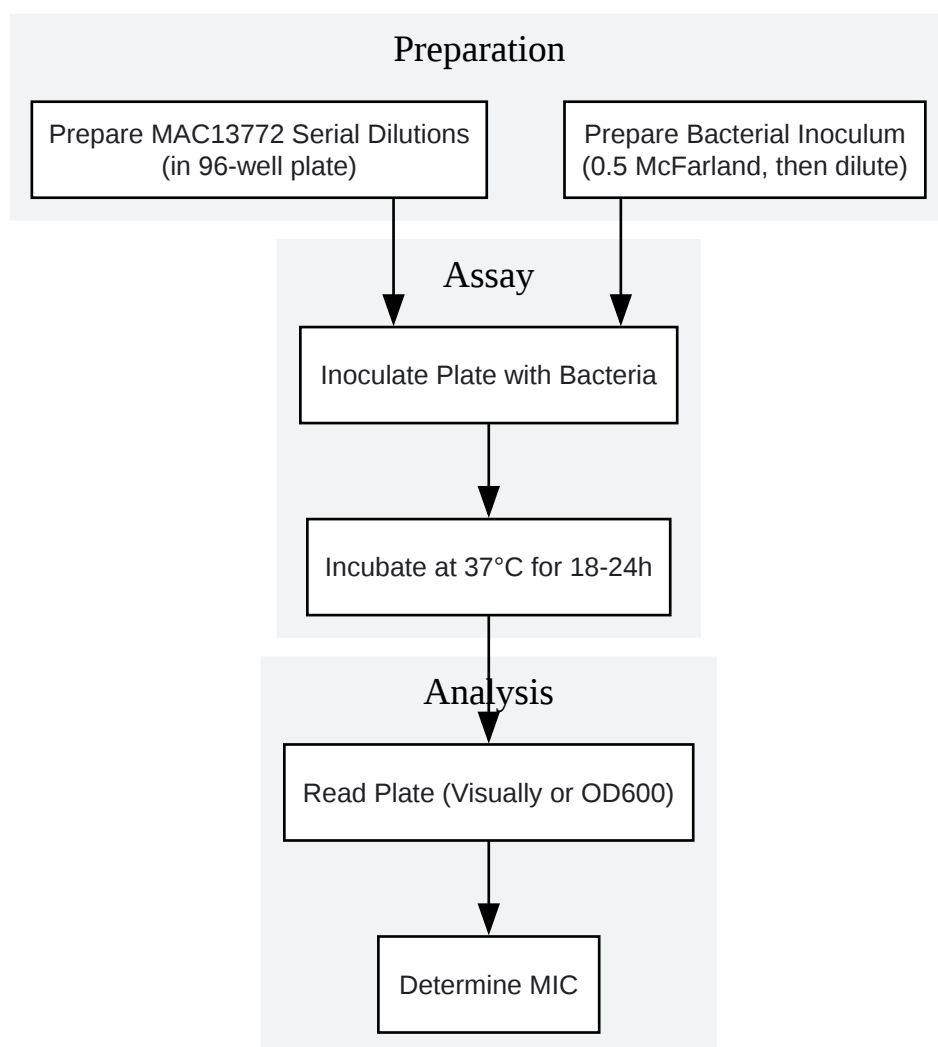 Preparation
Prepare MAC13772 Serial Dilutions
(in 96-well plate)
Prepare Bacterial Inoculum
(0.5 McFarland, then dilute)
Assay
Inoculate Plate with Bacteria
Incubate at 37°C for 18-24h
Analysis
Read Plate (Visually or OD600)
Determine MIC